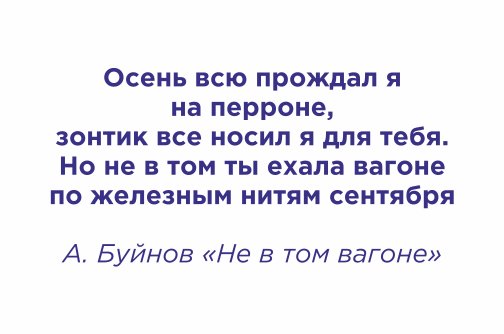 Осень всю прождал я
на перроне,
зонтик все носил я для тебя.
Но не в том ты ехала вагоне
по железным нитям сентября
А. Буйнов «Не в том вагоне»